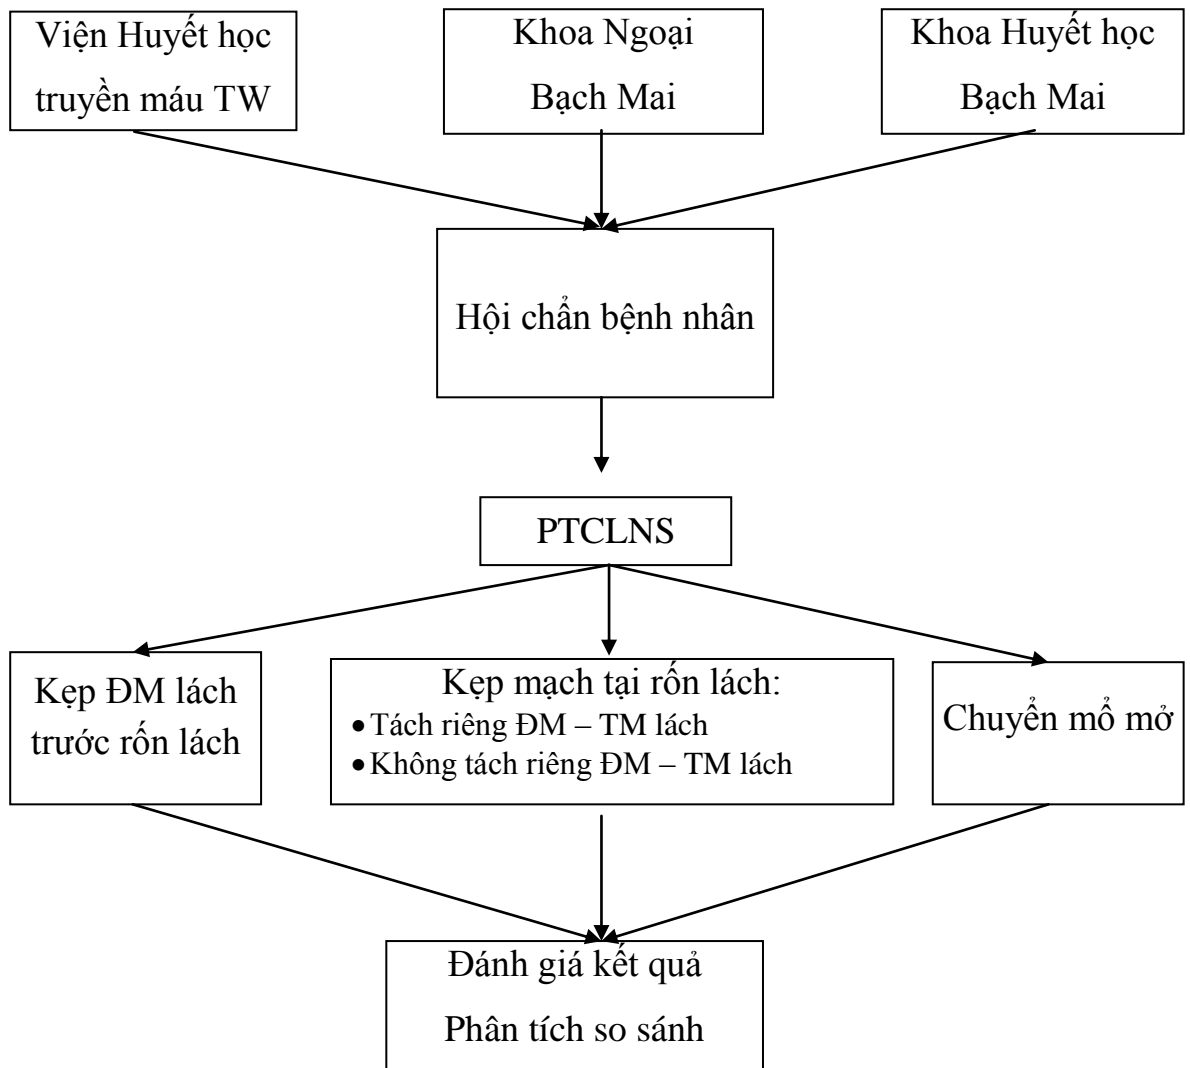 Viện Huyết học
truyền máu TW
Khoa Ngoại
Bạch Mai
Khoa Huyết học
Bạch Mai
Hội chẩn bệnh nhân
PTCLNS
Kẹp ĐM lách
trước rốn lách
Kẹp mạch tại rốn lách:
• Tách riêng ĐM – TM lách
• Không tách riêng ĐM – TM lách
Chuyển mổ mở
Đánh giá kết quả
Phân tích so sánh